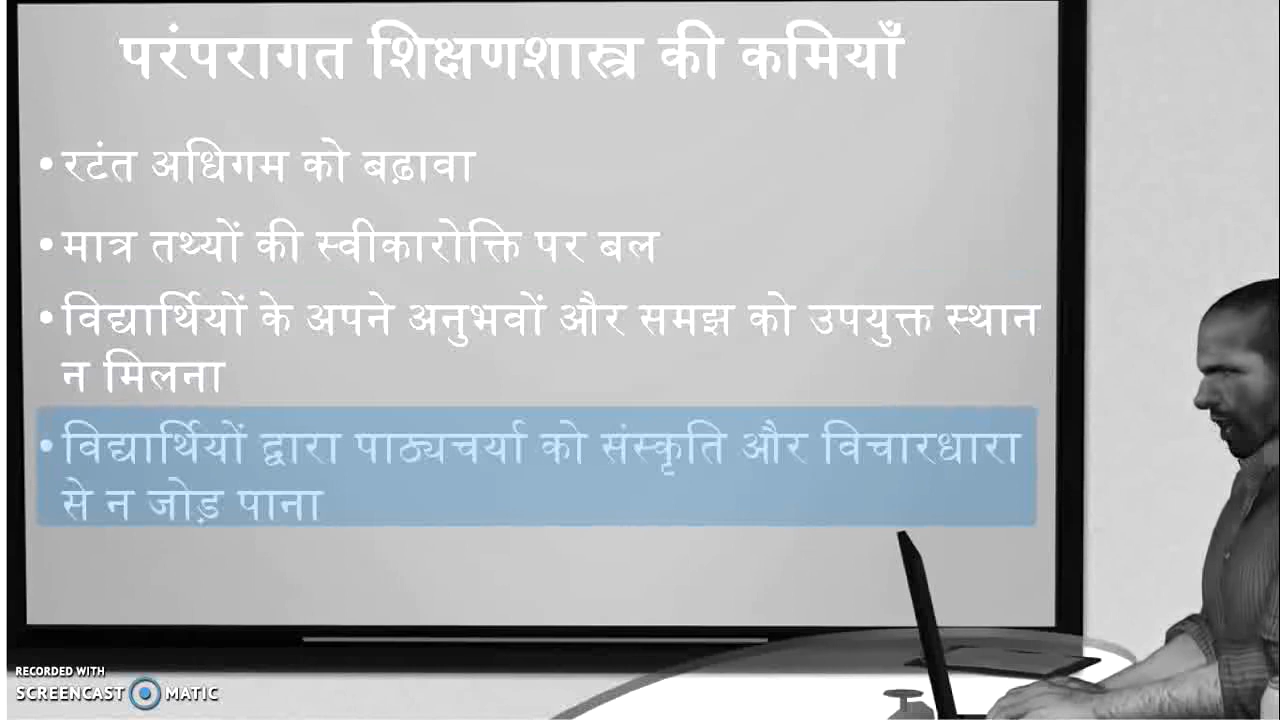 परंपरागत शिक्षणशास्त्र की कमियाँ
• रटंत अधिगम को बढ़ावा
• मात्र तथ्यों की स्वीकारोक्ति पर बल
• विद्यार्थियों के अपने अनुभवों और समझ को उपयुक्त स्थान
न मिलना
• विद्यार्थियों द्वारा पाठ्यचर्या को संस्कृति और विचारधारा
से न जोड़ पाना
RECORDED WITH
SCREENCAST MATIC